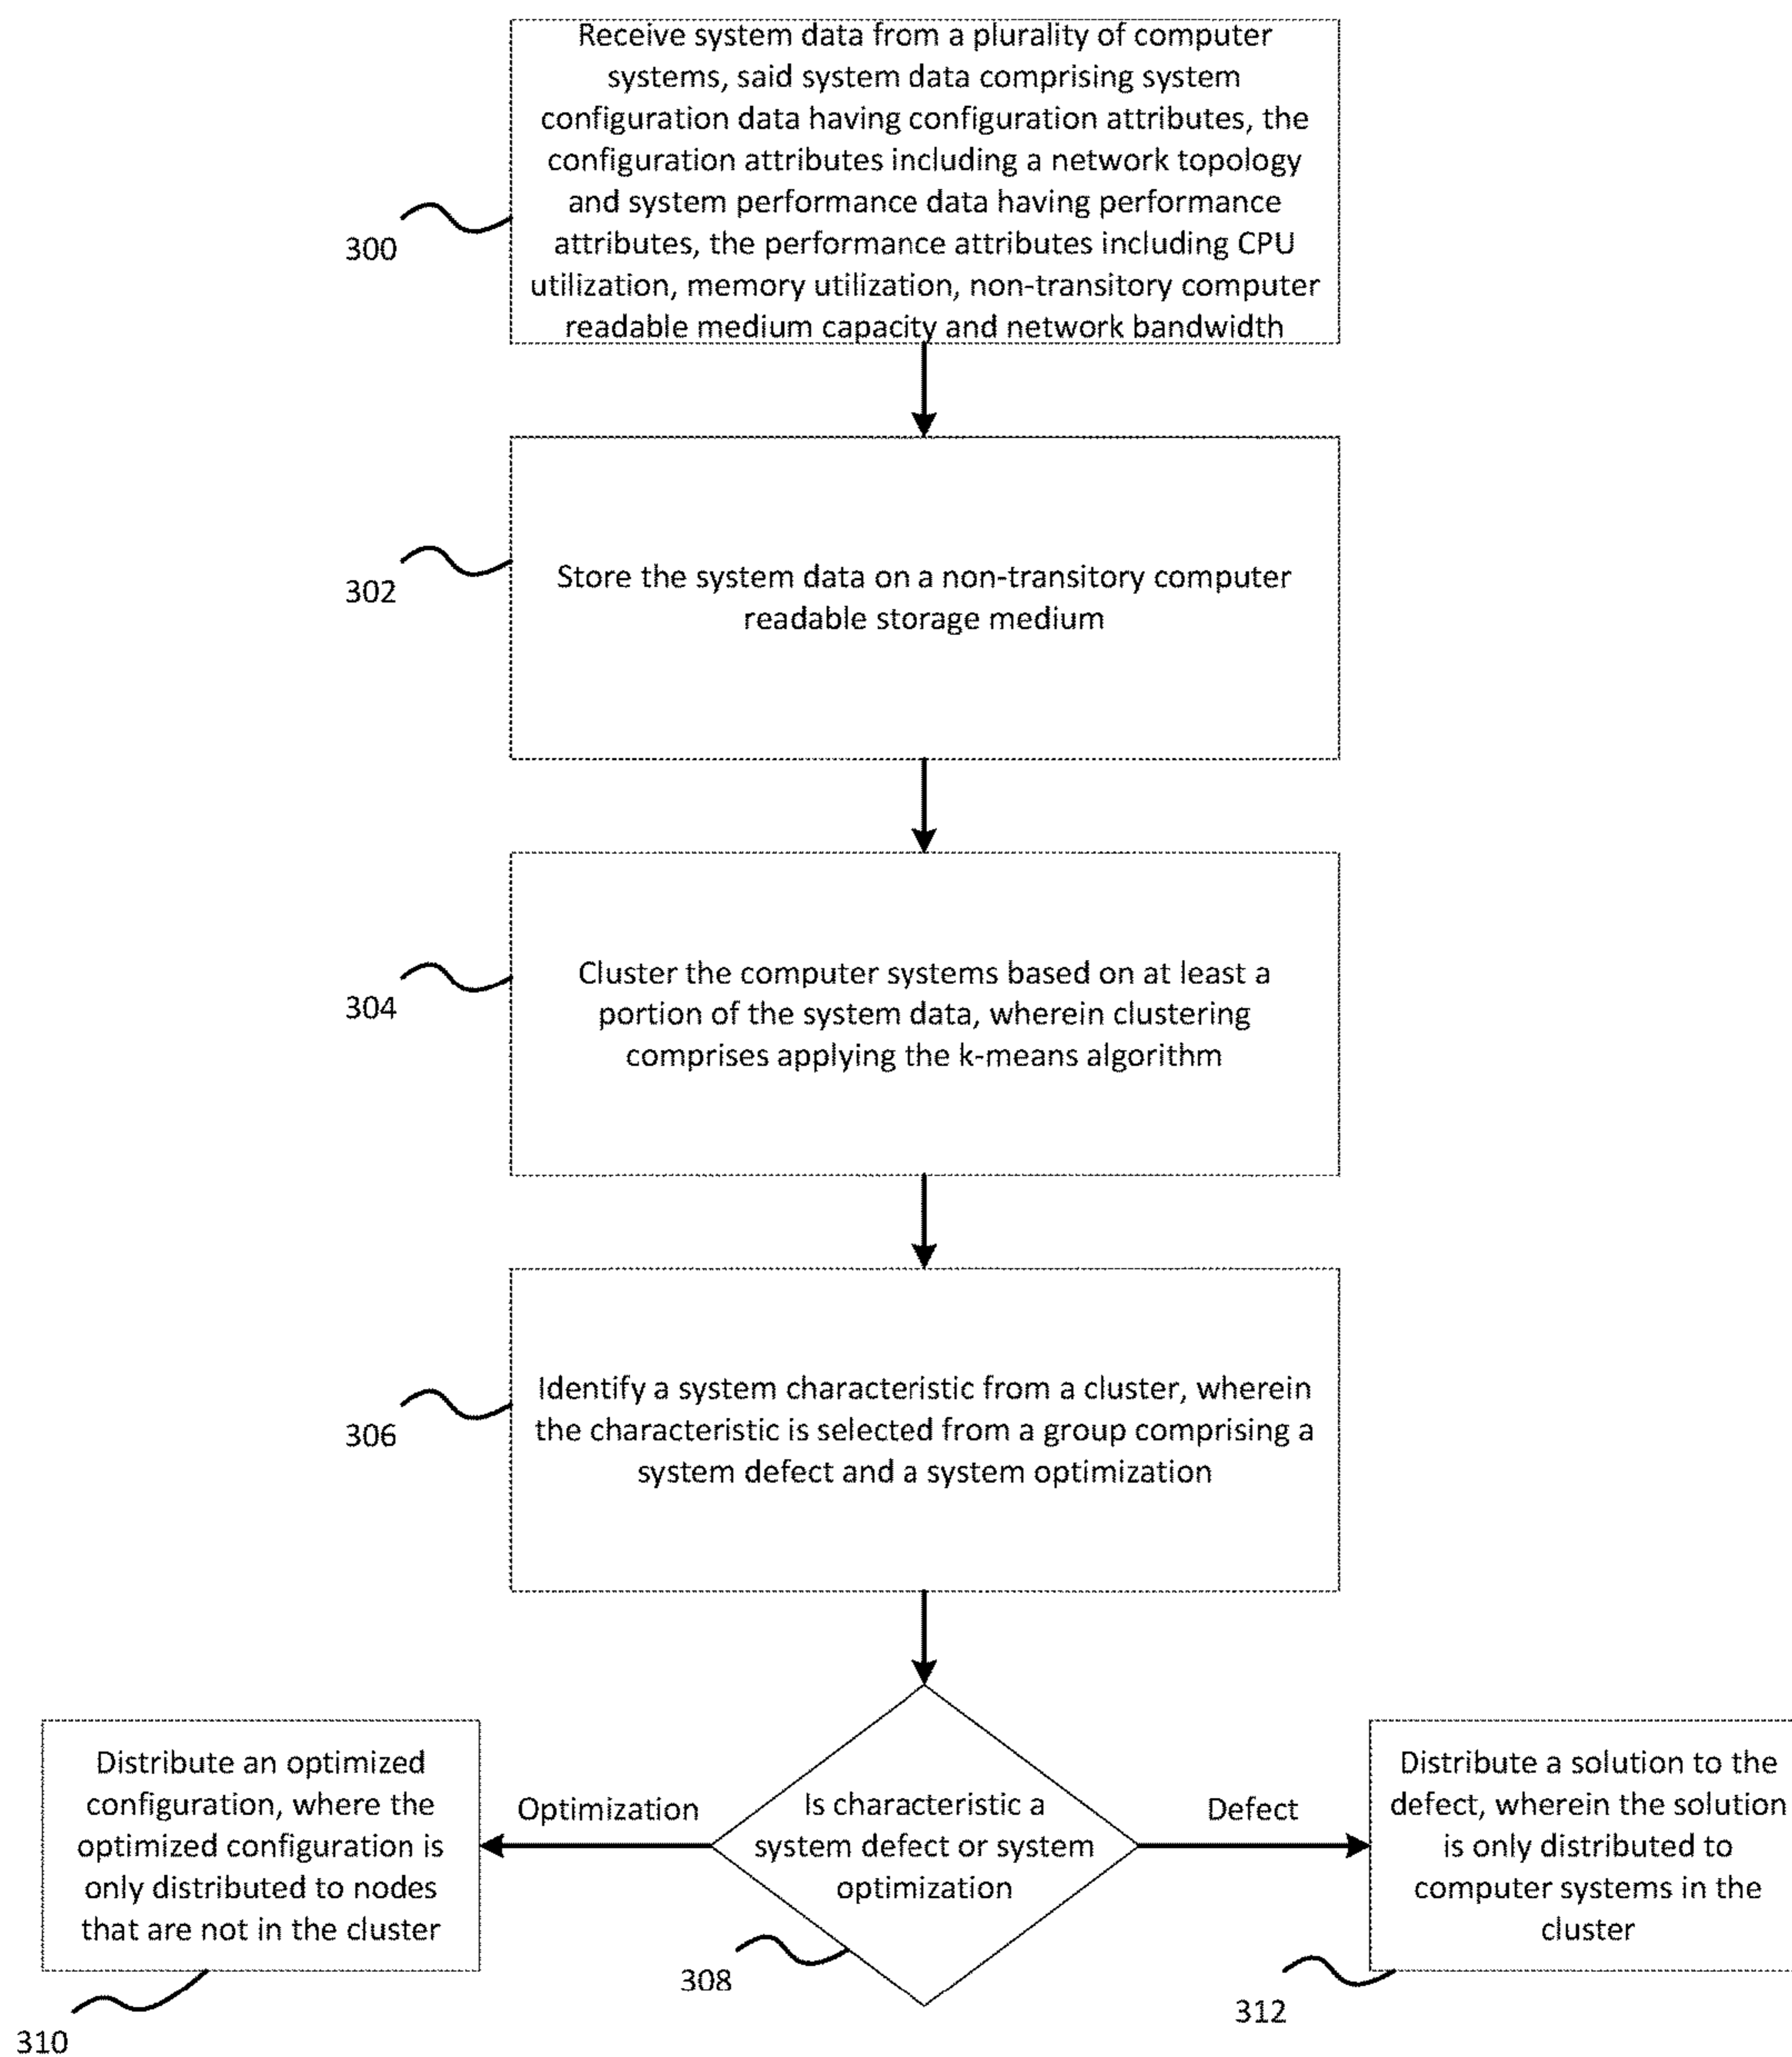 Receive system data from a plurality of computer
systems, said system data comprising system
configuration data having configuration attributes, the
configuration attributes including a network topology
and system performance data having performance
attributes, the performance attributes including CPU
utilization, memory utilization, non-transitory computer
readable medium capacity and network bandwidth
300
Store the system data on a non-transitory computer
readable storage medium
302
Cluster the computer systems based on at least a
portion of the system data, wherein clustering
comprises applying the k-means algorithm
304
Identify a system characteristic from a cluster, wherein
the characteristic is selected from a group comprising a
system defect and a system optimization
306
Is characteristic a
system defect or system
optimization
308
Optimization
Distribute an optimized
configuration, where the
optimized configuration is
only distributed to nodes
that are not in the cluster
310
Defect
Distribute a solution to the
defect, wherein the solution
is only distributed to
computer systems in the
cluster
312